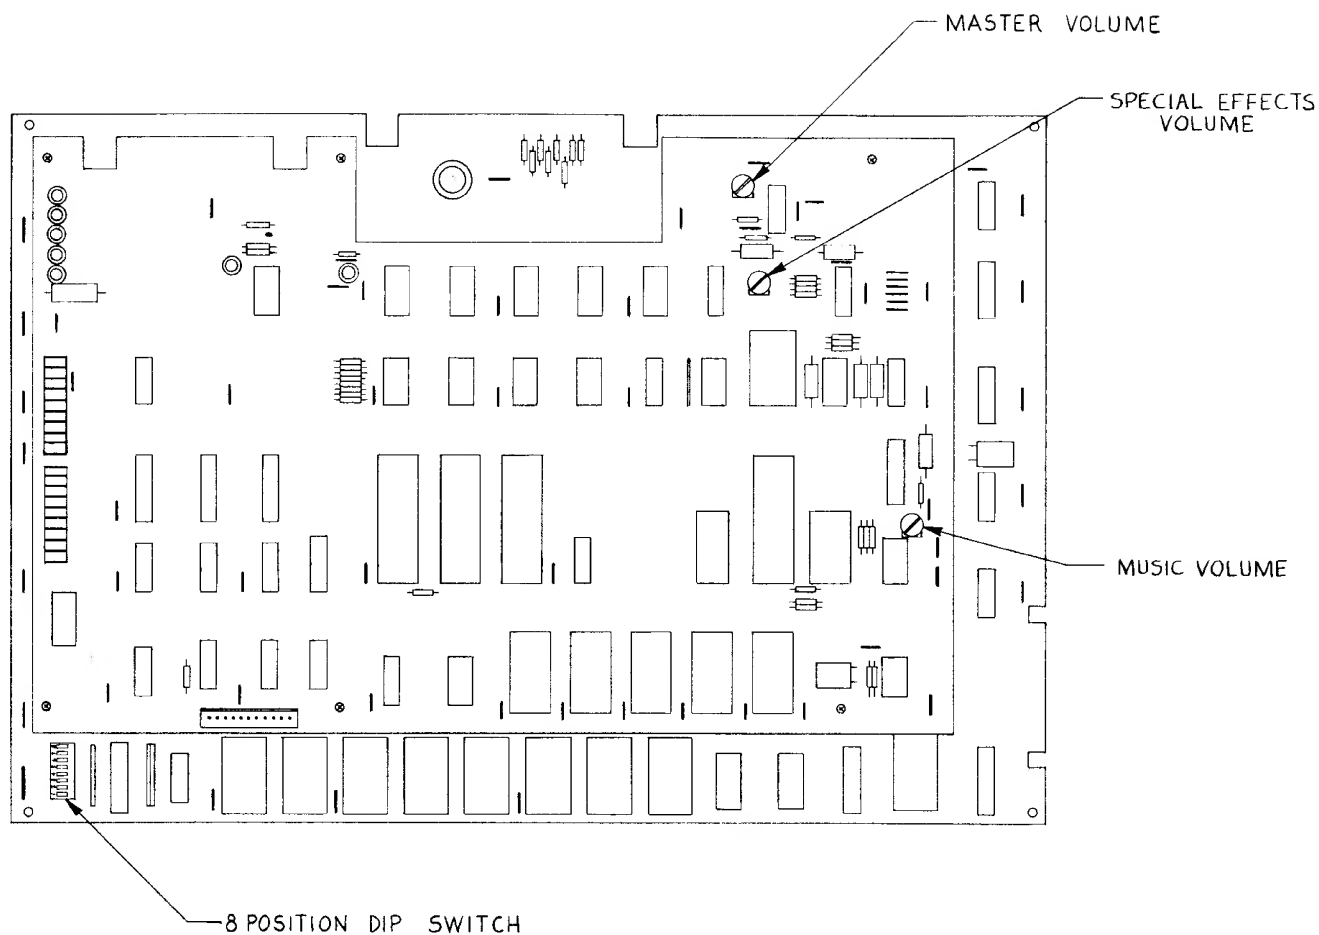 MASTER VOLUME
SPECIAL EFFECTS
VOLUME
MUSIC VOLUME
8 POSITION DIP SWITCH